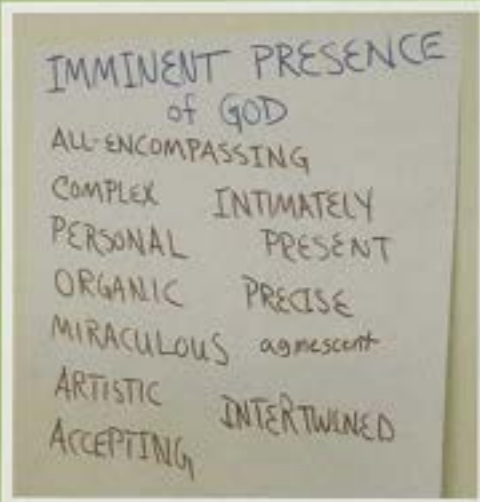 IMMINENT PRESENCE
of GOD
ALL-ENCOMPASSING
COMPLEX INTIMATELY
PERSONAL PRESENT
ORGANIC PRECISE
MIRACULOUS
ARTISTIC INTERTWINED
ACCEPTING